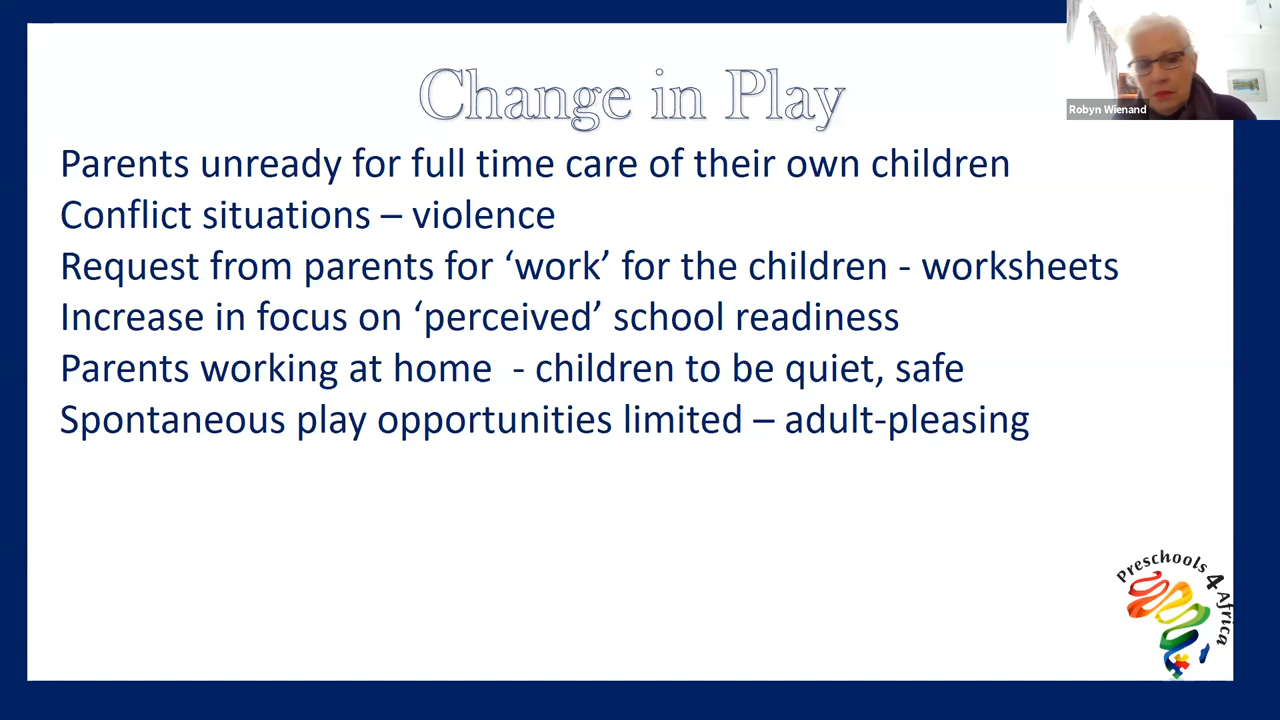 Change in Play
Robyn Wienand
Parents unready for full time care of their own children
Conflict situations – violence
Request from parents for ‘work’ for the children - worksheets
Increase in focus on ‘perceived’ school readiness
Parents working at home  - children to be quiet, safe
Spontaneous play opportunities limited – adult-pleasing
Preschools 4 Africa